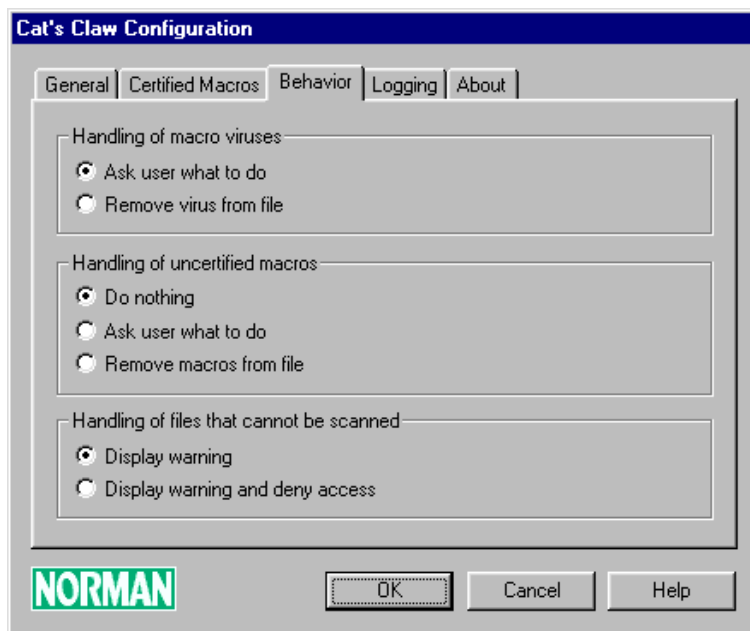 Cat's Claw Configuration
General Certified Macros Behavior Logging About
Handling of macro viruses
Ask user what to do
Remove virus from file
Handling of uncertified macros
Do nothing
Ask user what to do
Remove macros from file
Handling of files that cannot be scanned
Display warning
Display warning and deny access
NORMAN OK Cancel Help